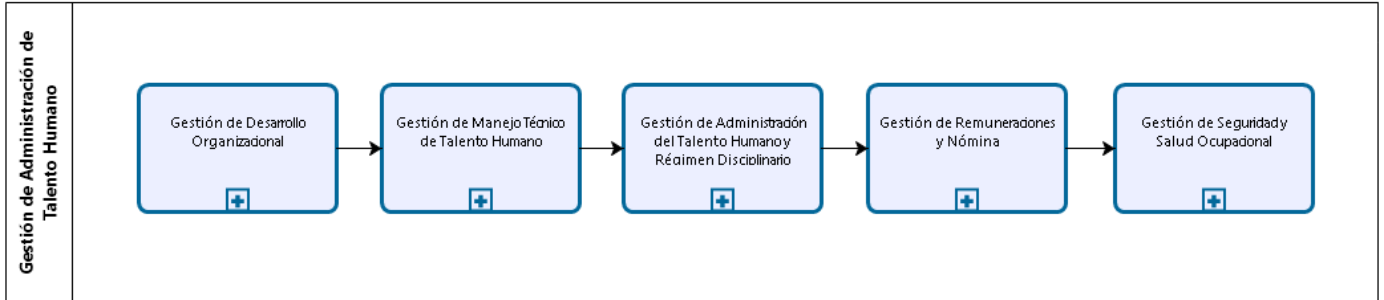 Gestión de Administración de
Talento Humano
Gestión de Desarrollo
Organizacional
Gestión de Manejo Técnico
de Talento Humano
Gestión de Administración
del Talento Humano y
Régimen Disciplinario
Gestión de Remuneraciones
y Nómina
Gestión de Seguridad y
Salud Ocupacional